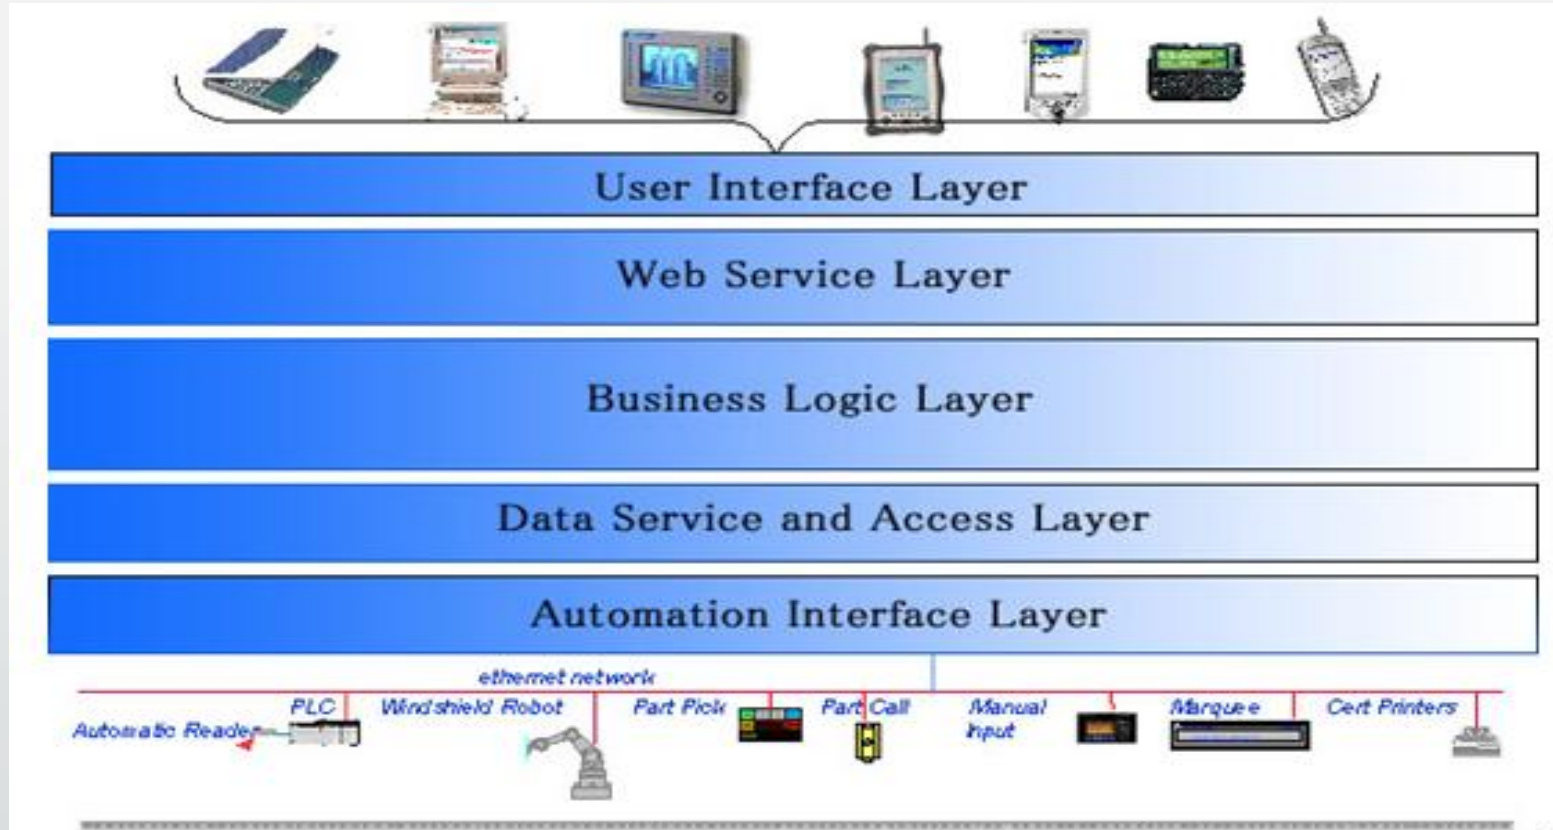 User Interface Layer
Web Service Layer
Business Logic Layer
Data Service and Access Layer
Automation Interface Layer
ethernet network
PLC
Windshield Robot
Part Pick
Part Call
Manual
Input
Marquee
Cert Printers
Automatic Reader